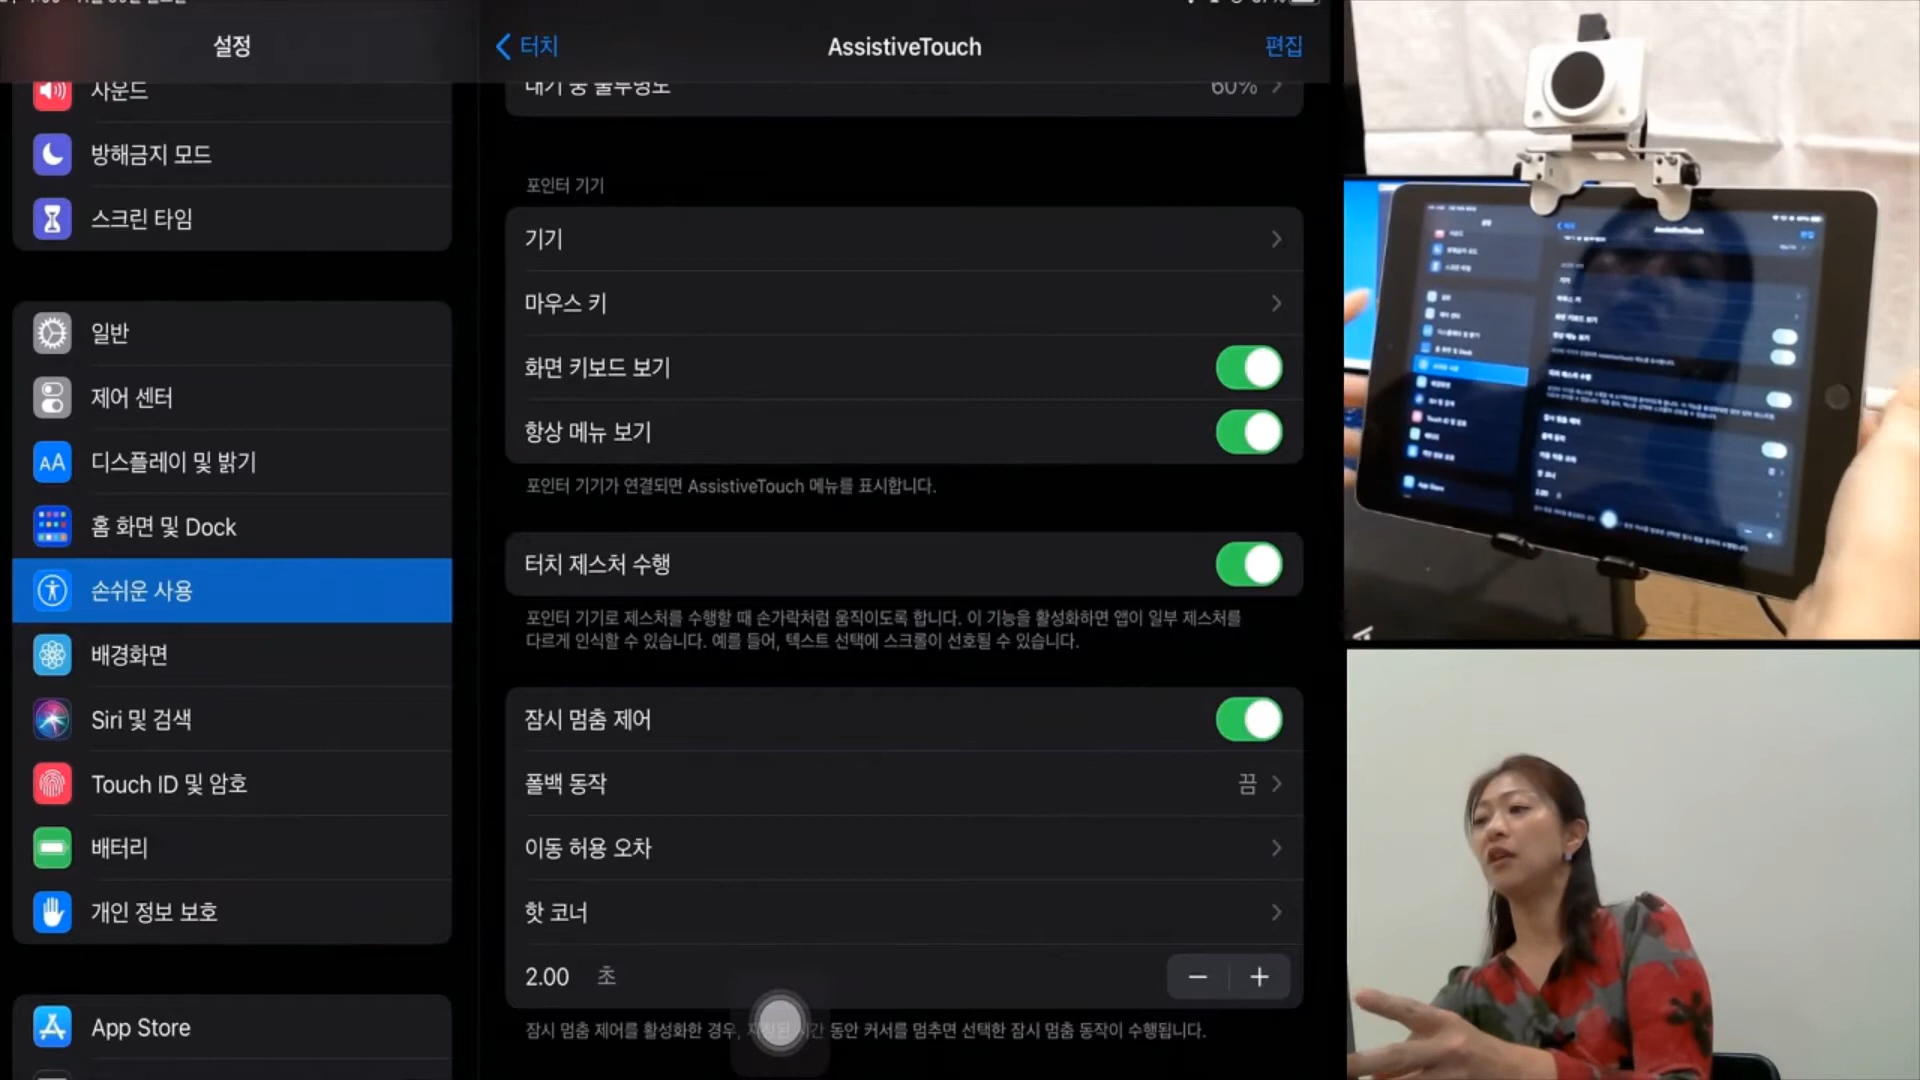 설정
사운드
방해금지 모드
스크린 타임
일반
제어 센터
디스플레이 및 밝기
홈 화면 및 Dock
손쉬운 사용
배경화면
Siri 및 검색
Touch ID 및 암호
배터리
개인 정보 보호
App Store
터치
AssistiveTouch
편집
대기 중 불투명도 60%
포인터 기기
기기
마우스 키
화면 키보드 보기
항상 메뉴 보기
포인터 기기가 연결되면 AssistiveTouch 메뉴를 표시합니다.
터치 제스처 수행
포인터 기기로 제스처를 수행할 때 손가락처럼 움직이도록 합니다. 이 기능을 활성화하면 앱이 일부 제스처를
다르게 인식할 수 있습니다. 예를 들어, 텍스트 선택에 스크롤이 선호될 수 있습니다.
잠시 멈춤 제어
폴백 동작 끔
이동 허용 오차
핫 코너
2.00 초
잠시 멈춤 제어를 활성화한 경우, 동안 커서를 멈추면 선택한 잠시 멈춤 동작이 수행됩니다.